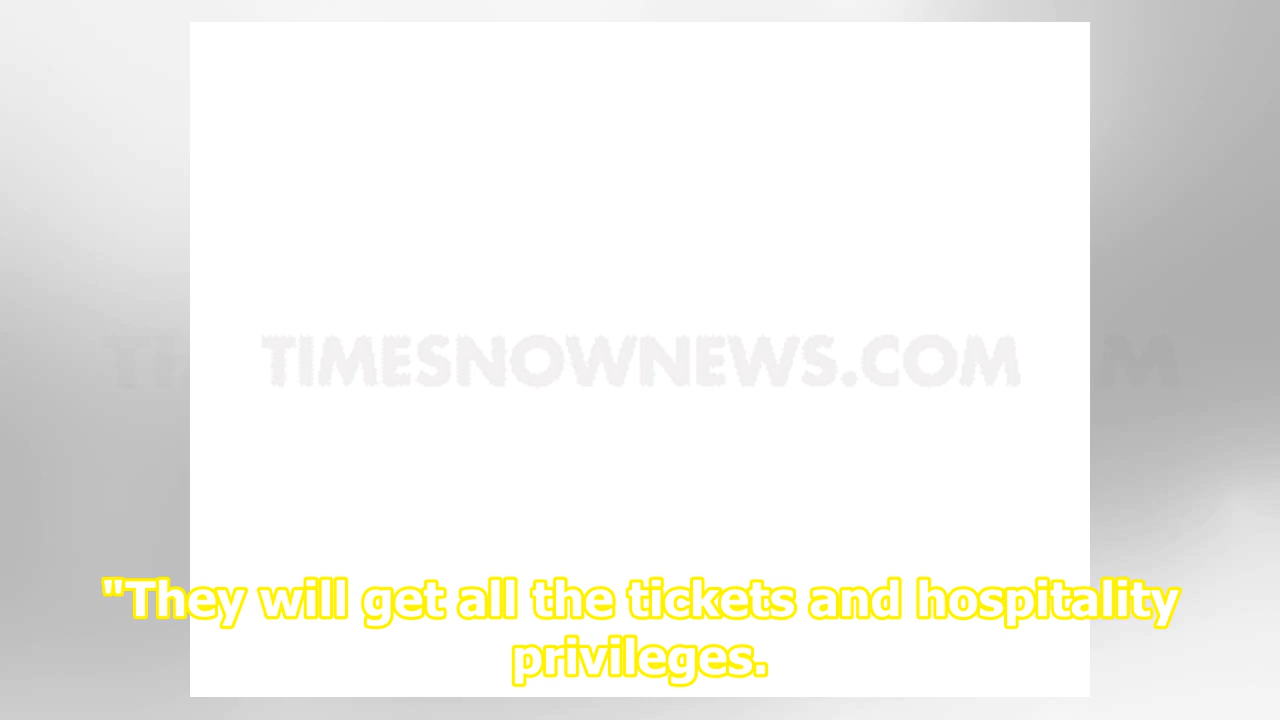 TIMESNOWNEWS.COM
"They will get all the tickets and hospitality
privileges.